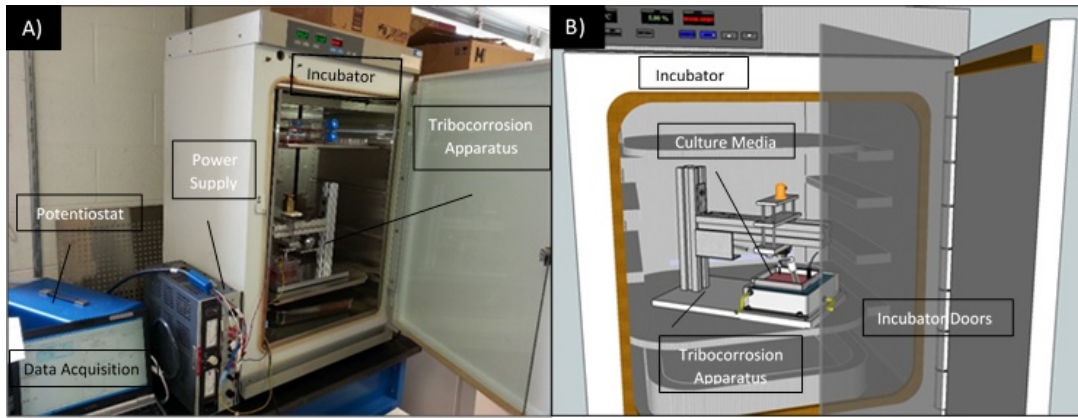 A)
Incubator
Tribocorrosion
Apparatus
Power
Supply
Potentiostat
Data Acquisition
B)
Incubator
Culture Media
Incubator Doors
Tribocorrosion
Apparatus